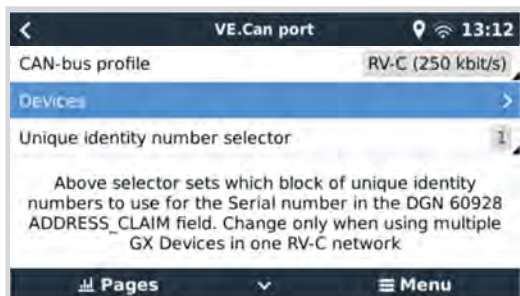 VE.Can port
13:12
CAN-bus profile
RV-C (250 kbit/s)
Devices
Unique identity number selector
1
Above selector sets which block of unique identity
numbers to use for the Serial number in the DGN 60928
ADDRESS_CLAIM field. Change only when using multiple
GX Devices in one RV-C network
Pages
Menu